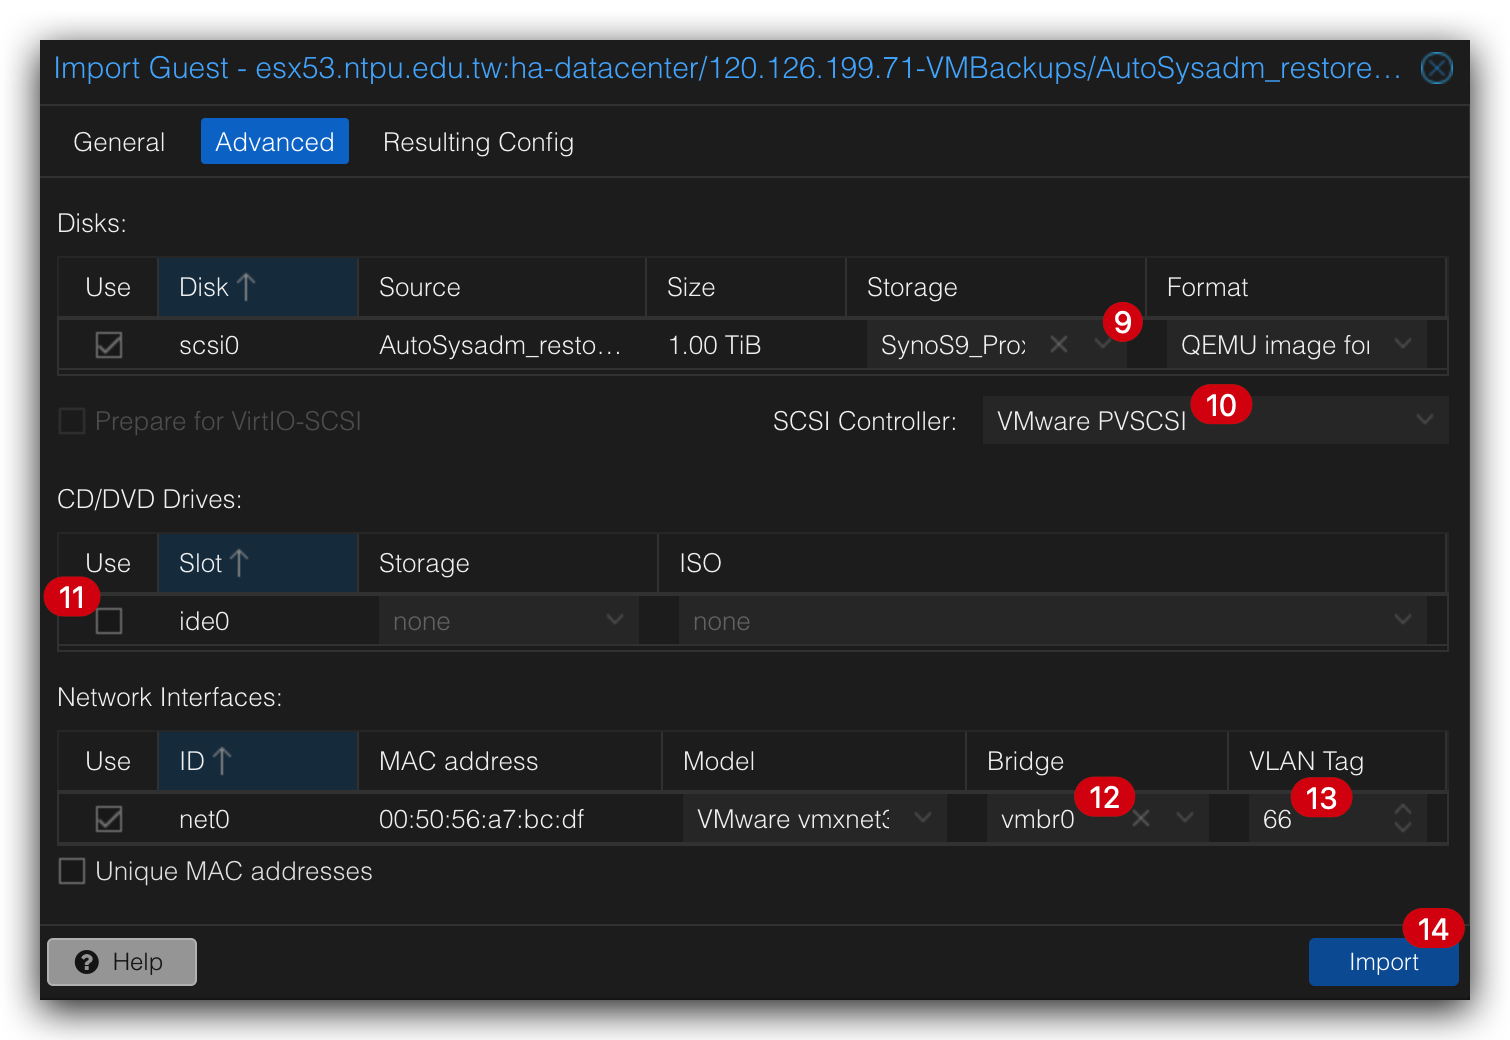 Import Guest - esx53.ntpu.edu.tw:ha-datacenter/120.126.199.71-VMBackups/AutoSysadm_restore...
General Advanced Resulting Config
Disks:
Use Disk Source Size Storage Format
9
scsi0 AutoSysadm_resto... 1.00 TiB SynoS9_Prox QEMU image for
10
Prepare for VirtIO-SCSI SCSI Controller: VMware PVSCSI
CD/DVD Drives:
Use Slot Storage ISO
11
ide0 none none
Network Interfaces:
Use ID MAC address Model Bridge VLAN Tag
12 13
net0 00:50:56:a7:bc:df VMware vmxnet3 vmbr0 66
Unique MAC addresses
14
? Help Import